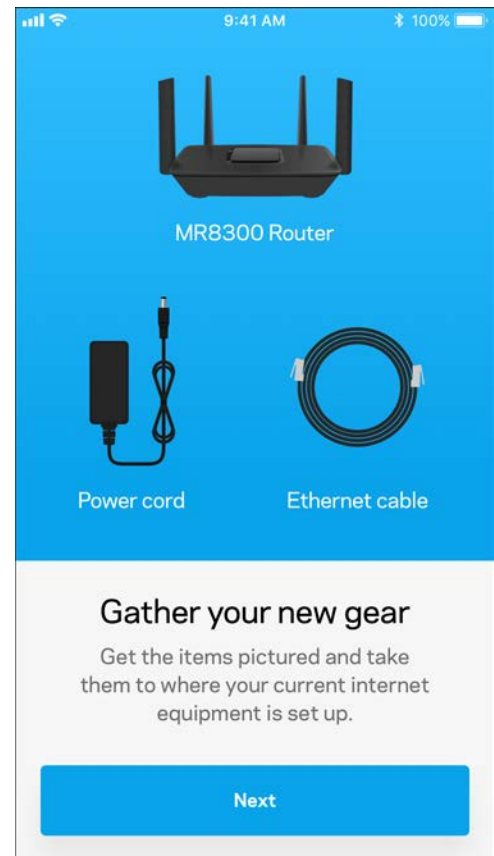 9:41 AM 100%
MR8300 Router
Power cord Ethernet cable
Gather your new gear
Get the items pictured and take
them to where your current internet
equipment is set up.
Next